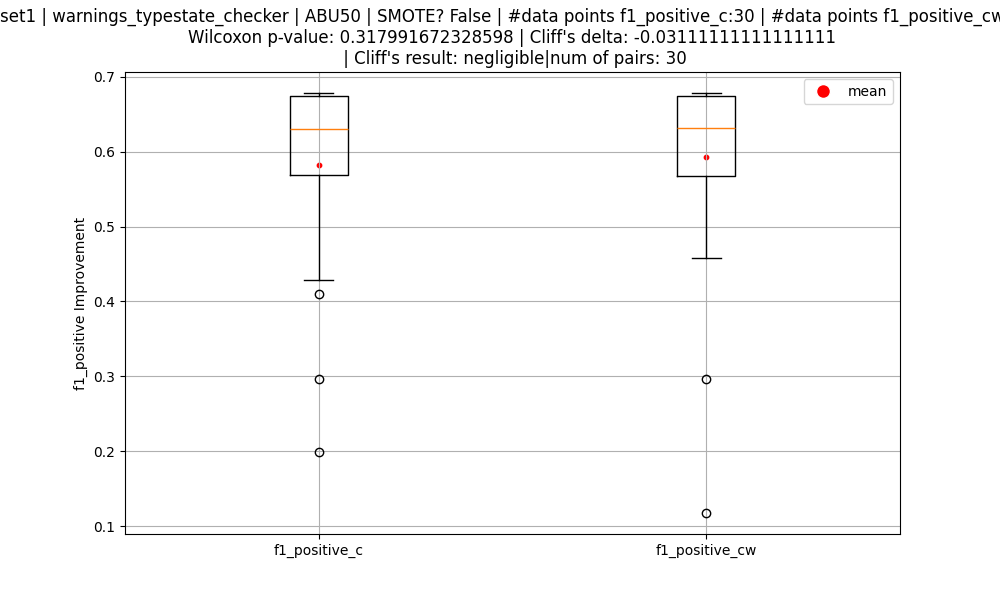 set1 | warnings_typestate_checker | ABU50 | SMOTE? False | #data points f1_positive_c:30 | #data points f1_positive_cw
Wilcoxon p-value: 0.317991672328598 | Cliff's delta: -0.03111111111111111
| Cliff's result: negligible|num of pairs: 30
0.7
mean
0.6
0.5
f1_positive Improvement
0.4
0.3
0.2
0.1
f1_positive_c
f1_positive_cw